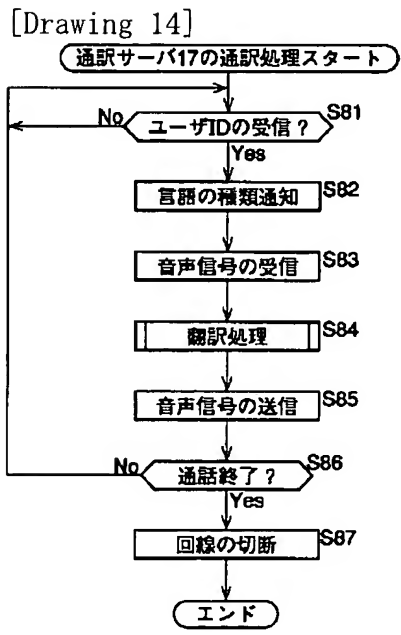 [Drawing 14]
通訳サーバ17の通訳処理スタート
S81
No
ユーザIDの受信？
Yes
S82
言語の種類通知
S83
音声信号の受信
S84
翻訳処理
S85
音声信号の送信
S86
No
通話終了？
Yes
S87
回線の切断
エンド